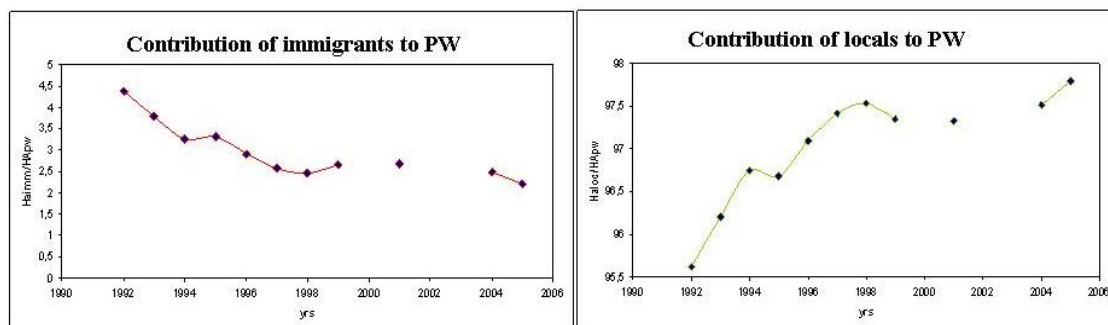 Contribution of immigrants to PW
5
4,5
4
3,5
3
2,5
2
1,5
1
0,5
0
1990 1992 1994 1996 1998 2000 2002 2004 2006
yrs
Haimm/HApw
Contribution of locals to PW
98
97,5
97
96,5
96
95,5
1990 1992 1994 1996 1998 2000 2002 2004 2006
yrs
Haloc/HApw